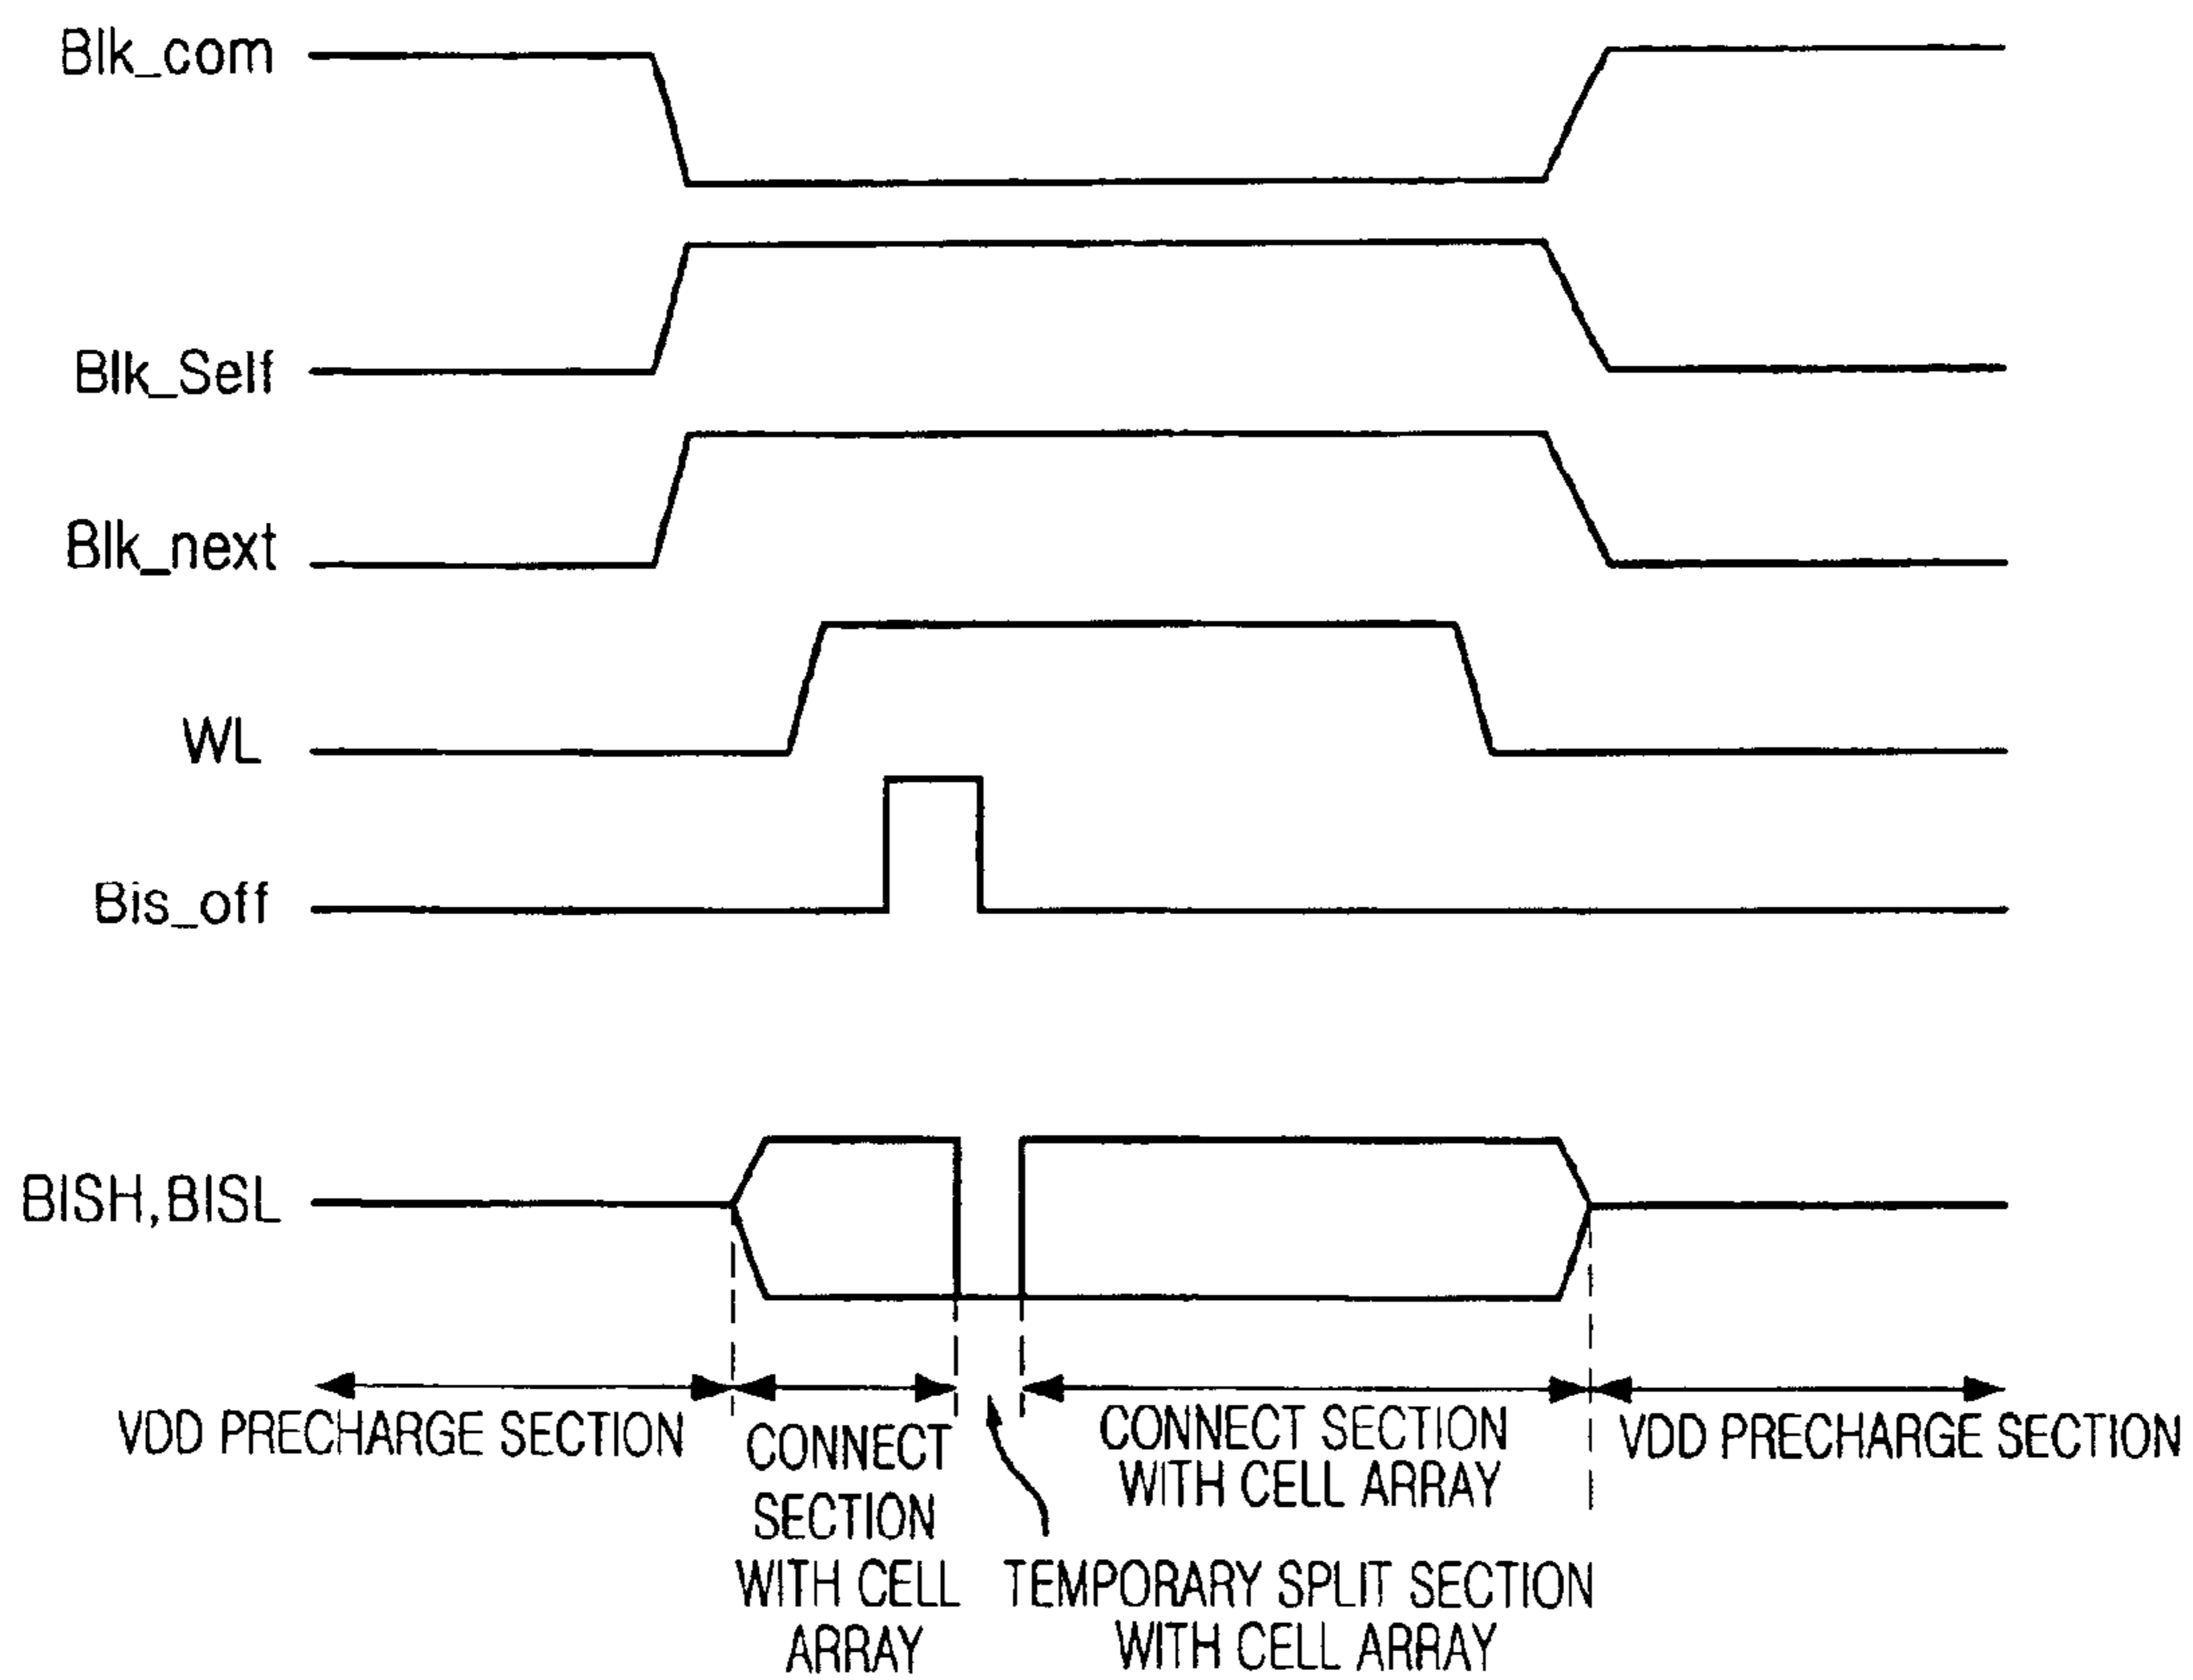 Blk_com
Blk_Self
Blk_next
WL
Bis_off
BISH,BISL
VDD PRECHARGE SECTION
CONNECT
SECTION
WITH CELL
ARRAY
TEMPORARY SPLIT SECTION
WITH CELL ARRAY
CONNECT SECTION
WITH CELL ARRAY
VDD PRECHARGE SECTION